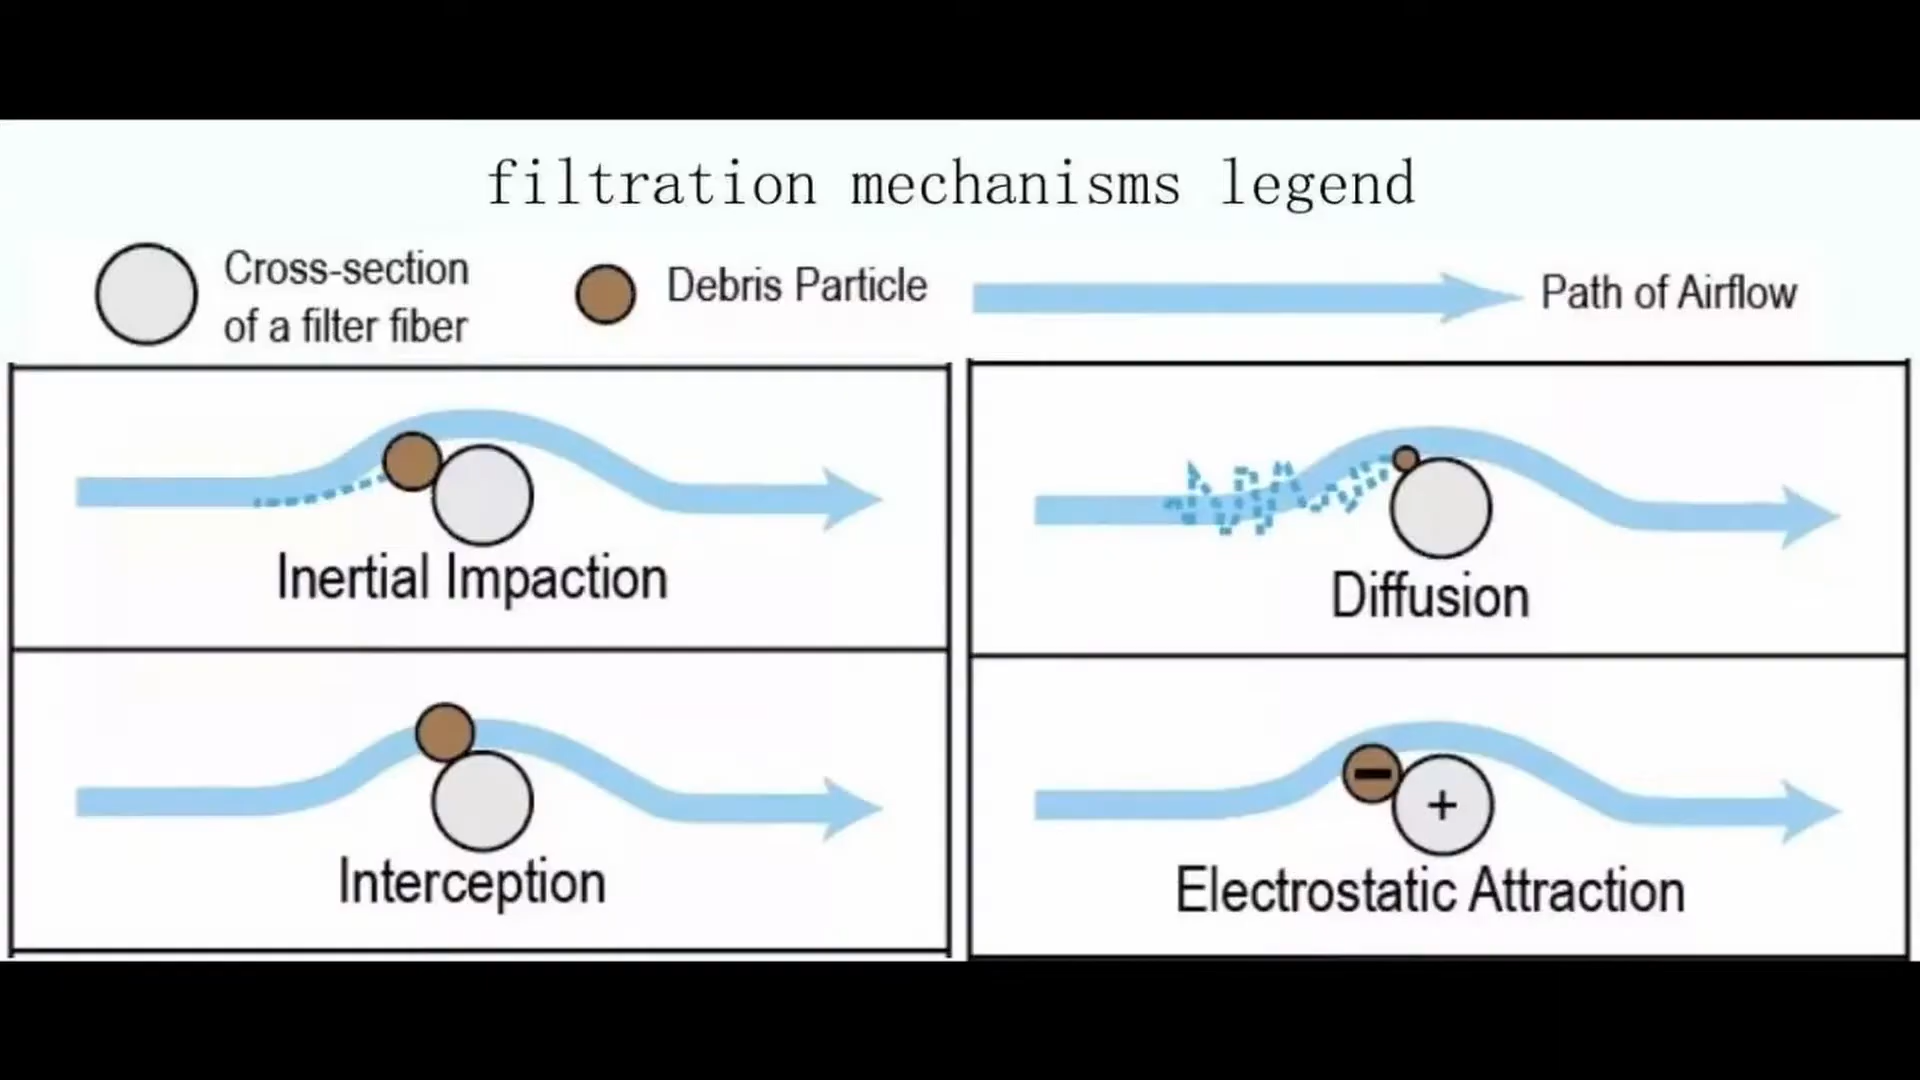 filtration mechanisms legend
Cross-section
of a filter fiber
Debris Particle
Path of Airflow
Inertial Impaction
Diffusion
Interception
−
+
Electrostatic Attraction